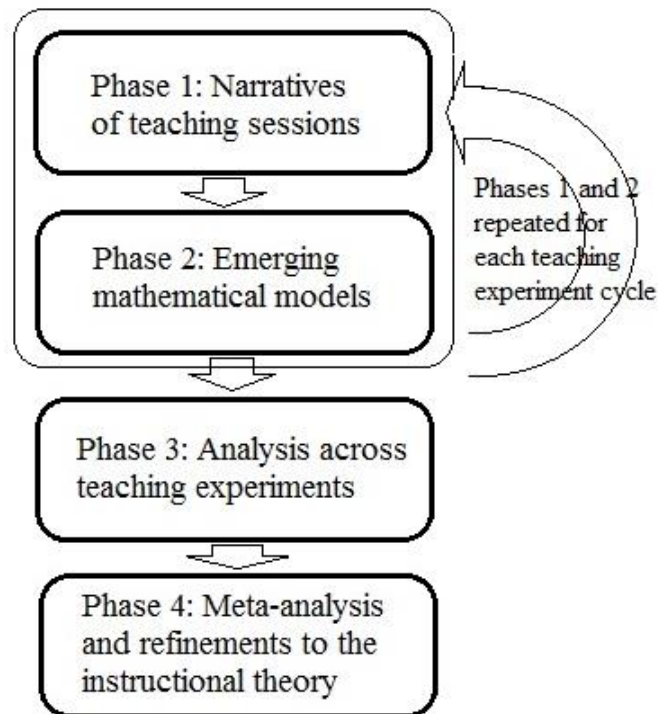 Phase 1: Narratives
of teaching sessions
Phases 1 and 2
repeated for
each teaching
experiment cycle
Phase 2: Emerging
mathematical models
Phase 3: Analysis across
teaching experiments
Phase 4: Meta-analysis
and refinements to the
instructional theory